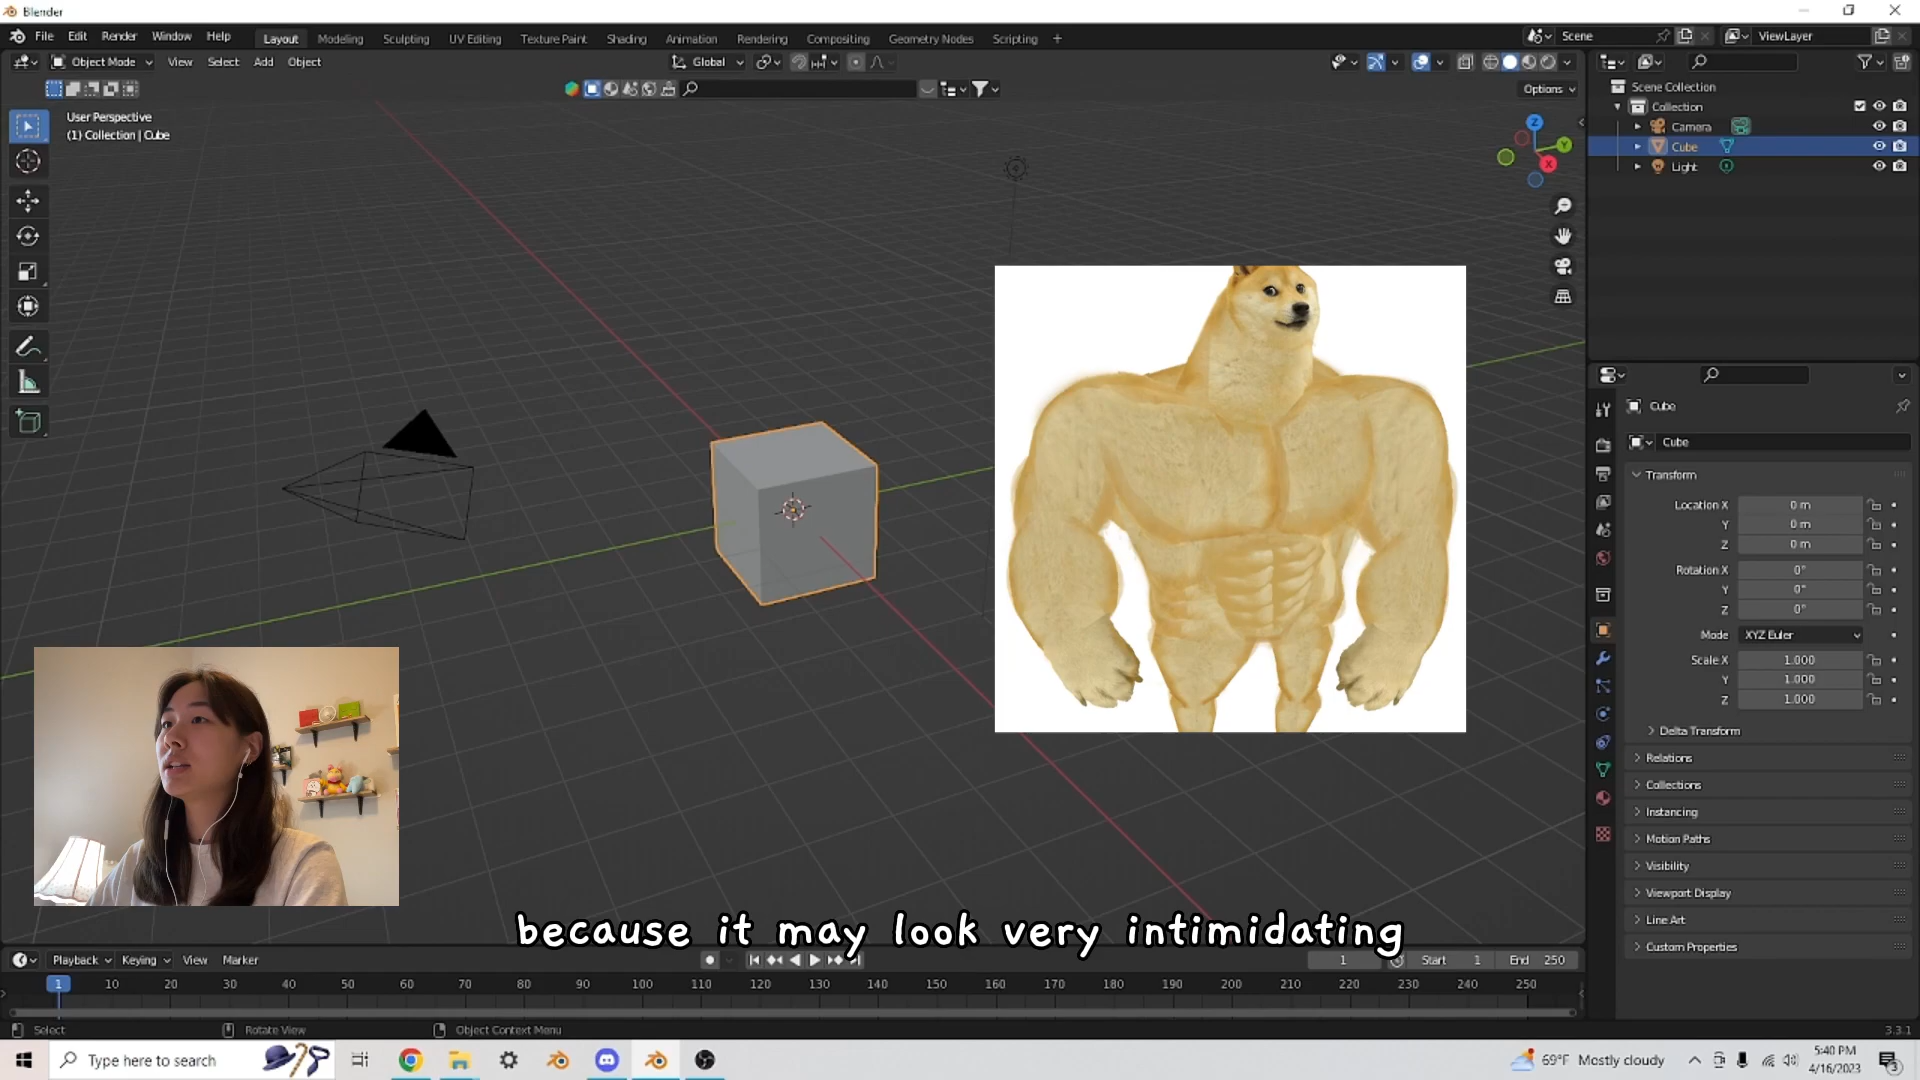 Blender
File Edit Render Window Help
Layout Modeling Sculpting UV Editing Texture Paint Shading Animation Rendering Compositing Geometry Nodes Scripting +
Scene
ViewLayer
Object Mode View Select Add Object
Global
Options
User Perspective
(1) Collection | Cube
Z
Y
X
Scene Collection
Collection
Camera
Cube
Light
Cube
Cube
Transform
Location X 0 m
Y 0 m
Z 0 m
Rotation X 0°
Y 0°
Z 0°
Mode XYZ Euler
Scale X 1.000
Y 1.000
Z 1.000
Delta Transform
Relations
Collections
Instancing
Motion Paths
Visibility
Viewport Display
Line Art
Custom Properties
because it may look very intimidating
Playback Keying View Marker
1 Start 1 End 250
1 10 20 30 40 50 60 70 80 90 100 110 120 130 140 150 160 170 180 190 200 210 220 230 240 250
Select Rotate View Object Context Menu
3.3.1
Type here to search
69°F Mostly cloudy
5:40 PM
4/16/2023
3